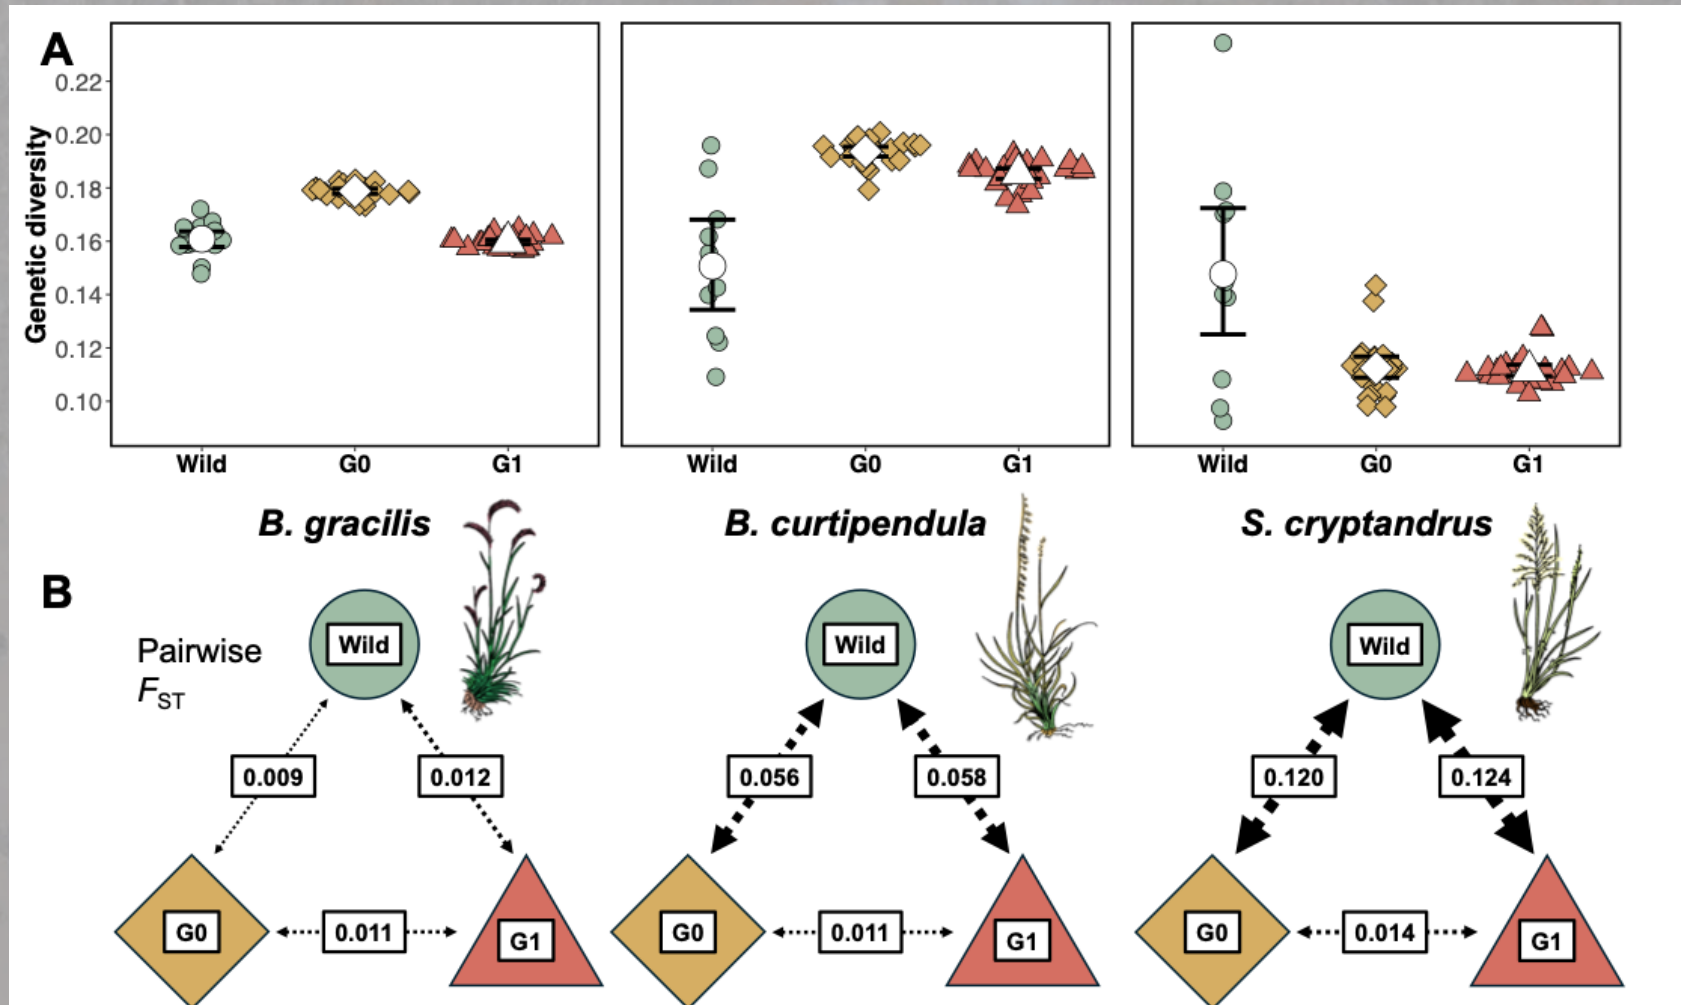 A
Genetic diversity
0.22
0.20
0.18
0.16
0.14
0.12
0.10
Wild G0 G1
Wild G0 G1
Wild G0 G1
B. gracilis
B. curtipendula
S. cryptandrus
B
Pairwise
FST
Wild
0.009
0.012
G0
0.011
G1
Wild
0.056
0.058
G0
0.011
G1
Wild
0.120
0.124
G0
0.014
G1